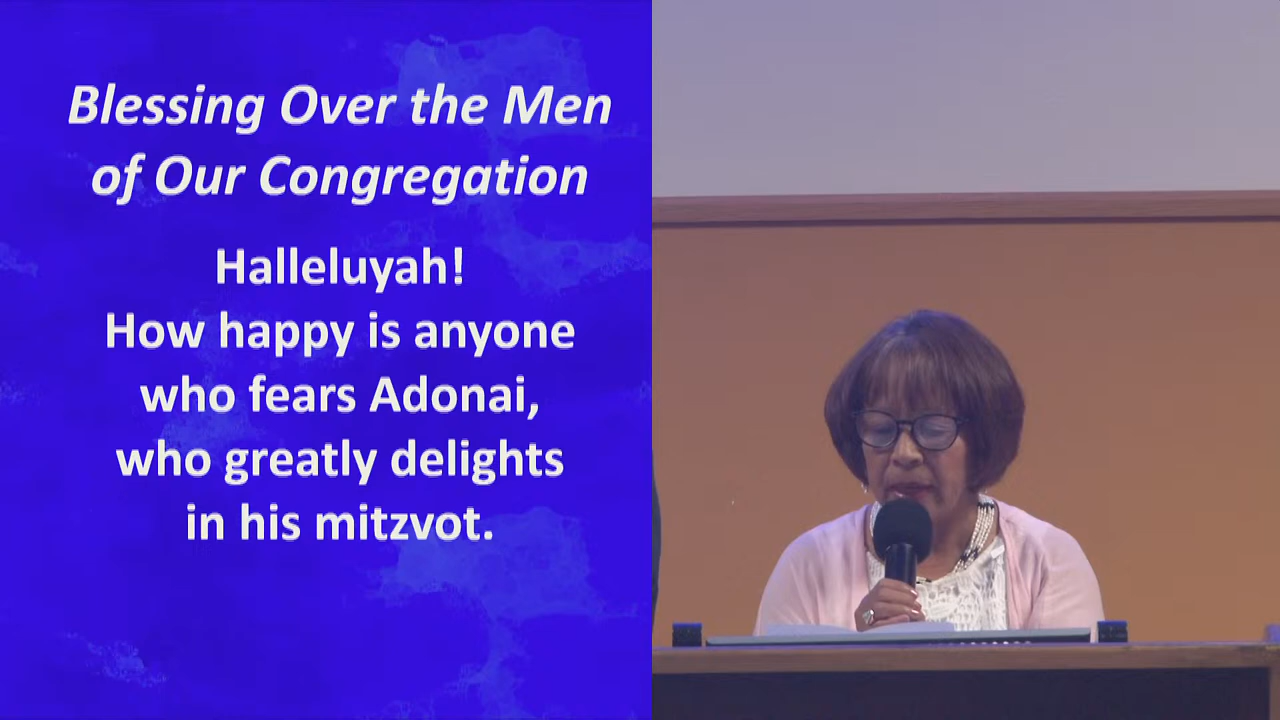 Blessing Over the Men
of Our Congregation
Halleluyah!
How happy is anyone
who fears Adonai,
who greatly delights
in his mitzvot.